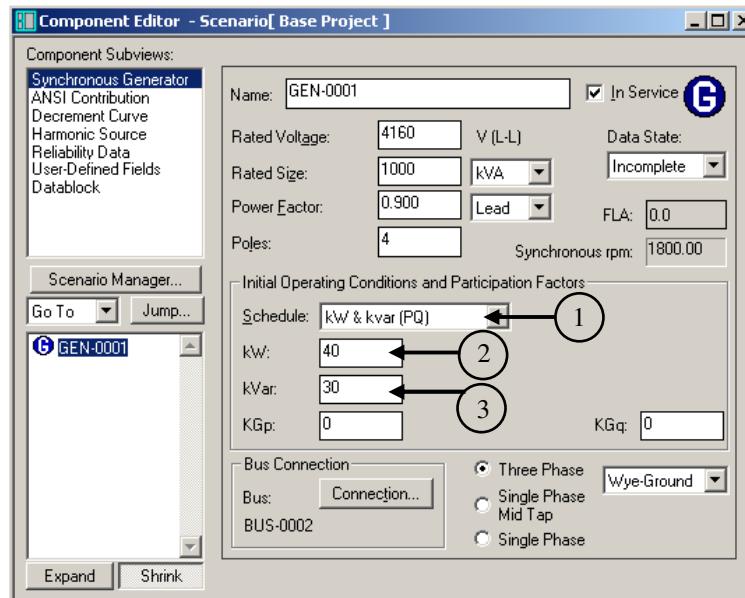 Component Editor - Scenario[ Base Project ]
Component Subviews:
Synchronous Generator
ANSI Contribution
Decrement Curve
Harmonic Source
Reliability Data
User-Defined Fields
Datablock
Scenario Manager...
Go To
Jump...
G GEN-0001
Expand
Shrink
Name: GEN-0001
In Service
G
Rated Voltage: 4160 V (L-L)
Data State:
Rated Size: 1000 kVA
Incomplete
Power Factor: 0.900 Lead
FLA: 0.0
Poles: 4
Synchronous rpm: 1800.00
Initial Operating Conditions and Participation Factors
Schedule: kW & kvar (PQ)
1
kW: 40
2
kVar: 30
3
KGp: 0
KGq: 0
Bus Connection
Bus: Connection...
BUS-0002
Three Phase
Wye-Ground
Single Phase
Mid Tap
Single Phase